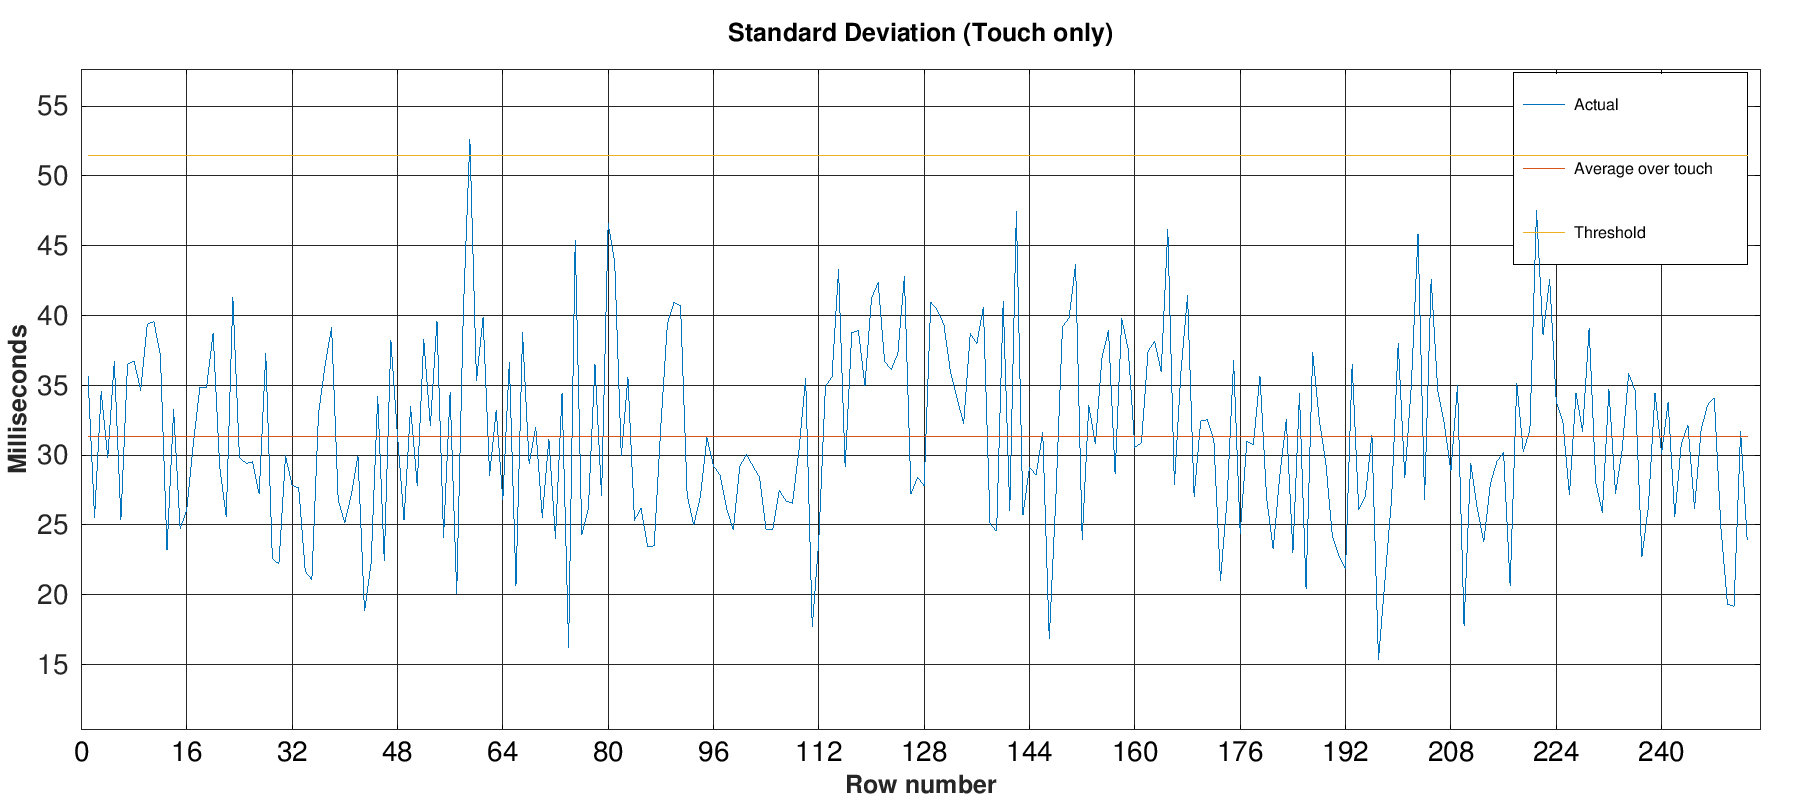 Standard Deviation (Touch only)
55
50
45
40
35
30
25
20
15
Milliseconds
Actual
Average over touch
Threshold
0 16 32 48 64 80 96 112 128 144 160 176 192 208 224 240
Row number